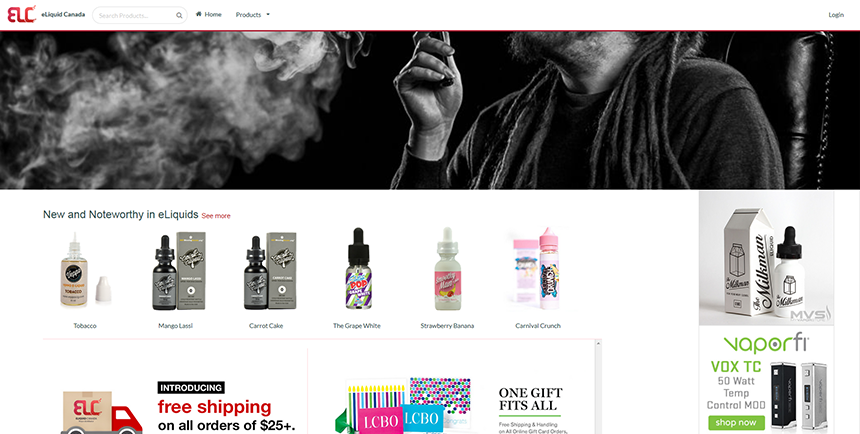 ELC eLiquid Canada Search Products... Home Products Login
New and Noteworthy in eLiquids See more
Tobacco Mango Lassi Carrot Cake The Grape White Strawberry Banana Carnival Crunch
The Milkman
eLiquid
the Milkman
MVS
vaporfi
VOX TC
50 Watt
Temp
Control MOD
shop now
ELC
INTRODUCING
free shipping
on all orders of $25+.
LCBO
LCBO
ONE GIFT
FITS ALL
Free Shipping & Handling
on All Online Gift Card Orders,